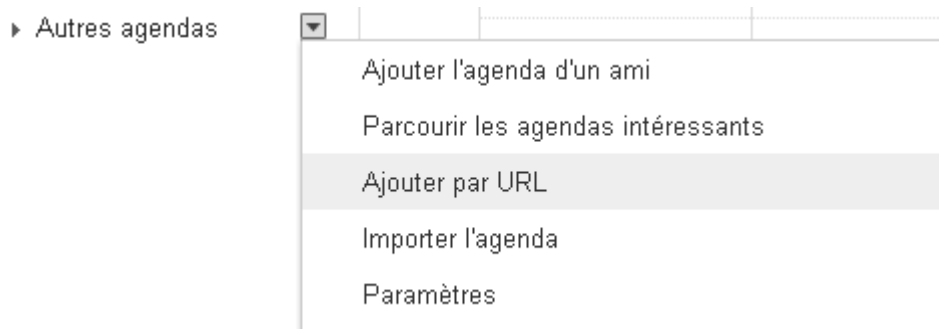 Autres agendas
Ajouter l'agenda d'un ami
Parcourir les agendas intéressants
Ajouter par URL
Importer l'agenda
Paramètres